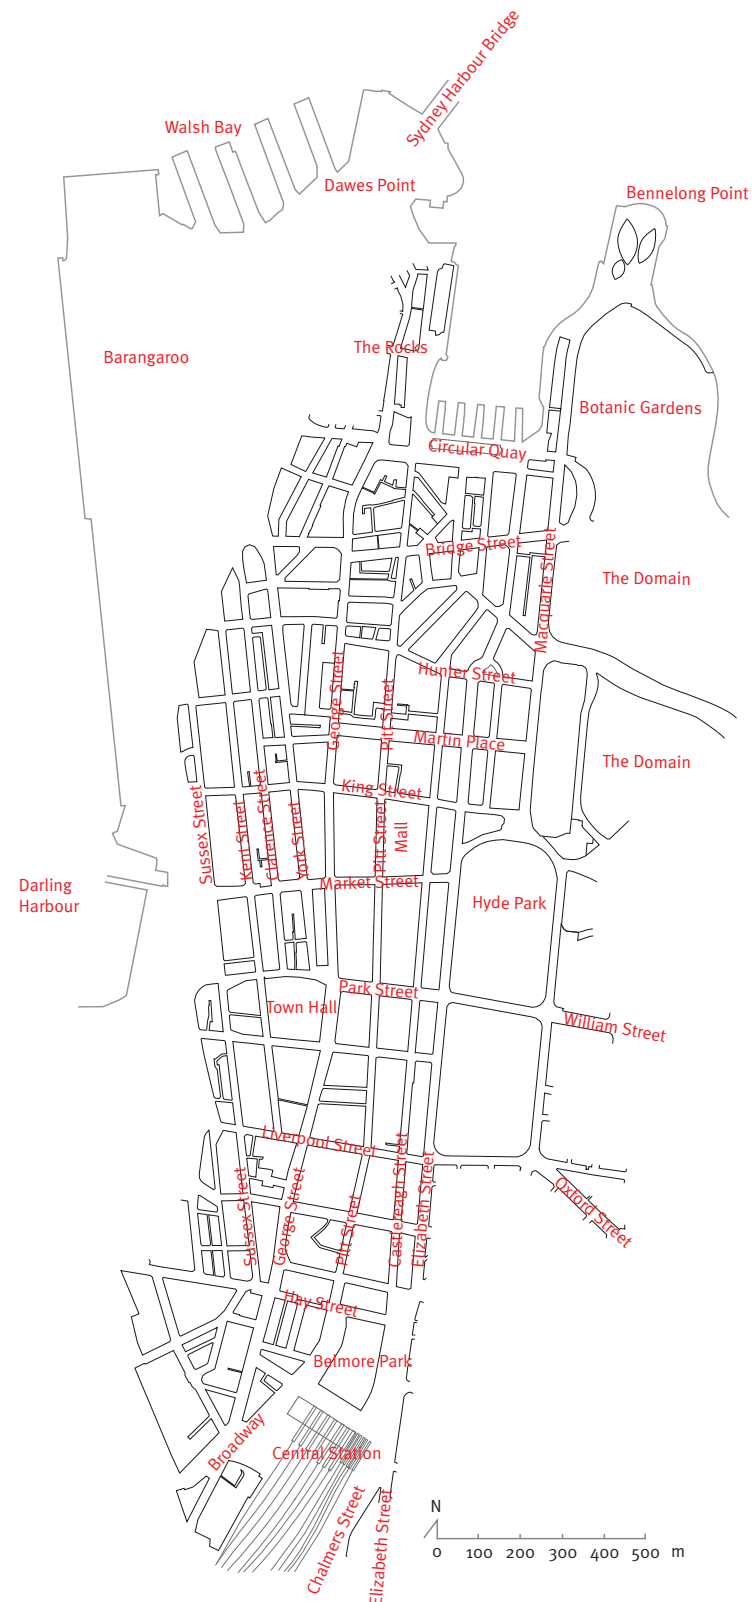 Sydney Harbour Bridge
Walsh Bay
Dawes Point
Bennelong Point
The Rocks
Barangaroo
Botanic Gardens
Circular Quay
Bridge Street
Macquarie Street
The Domain
Hunter Street
George Street
Pitt Street
Martin Place
The Domain
King Street
Sussex Street
Kent Street
Clarence Street
York Street
Pitt Street
Mall
Market Street
Darling
Harbour
Hyde Park
Park Street
Town Hall
William Street
Liverpool Street
Sussex Street
George Street
Pitt Street
Castlereagh Street
Elizabeth Street
Oxford Street
Hay Street
Belmore Park
Broadway
Central Station
Chalmers Street
Elizabeth Street
N
0 100 200 300 400 500 m